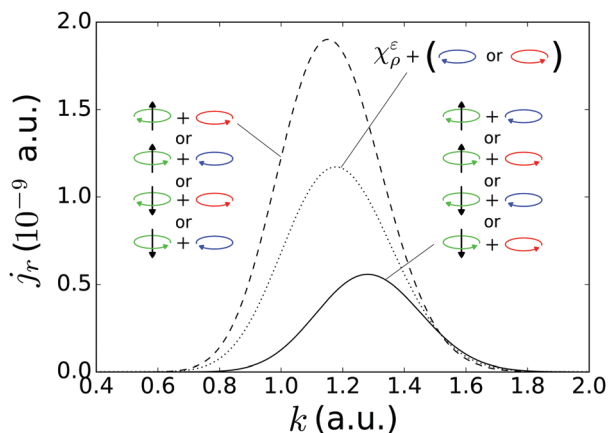 2.0
1.5
1.0
0.5
0.0
j_r (10^{-9} a.u.)
χ_ρ^ε + ( or )
+
or
+
or
+
or
+
+
or
+
or
+
or
+
0.4 0.6 0.8 1.0 1.2 1.4 1.6 1.8 2.0
k (a.u.)